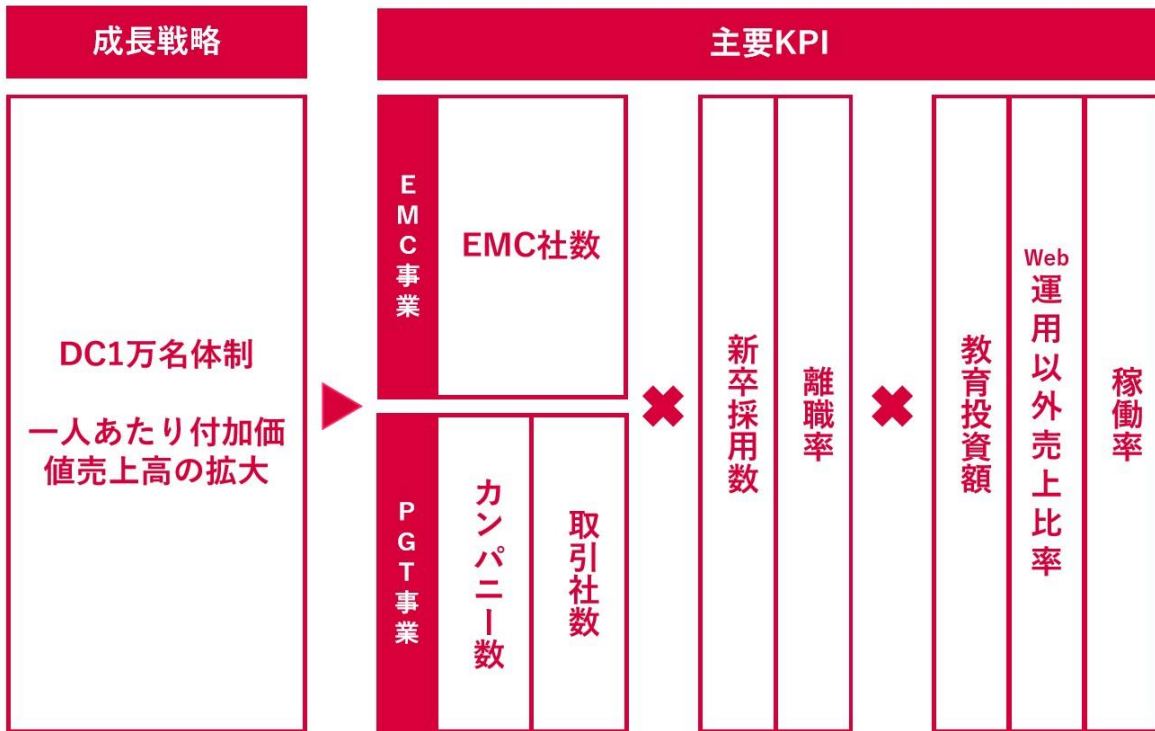 成長戦略
主要KPI
DC1万名体制
一人あたり付加価
値売上高の拡大
EMC事業
EMC社数
PGT事業
カンパニー数
取引社数
新卒採用数
離職率
教育投資額
Web運用以外売上比率
稼働率